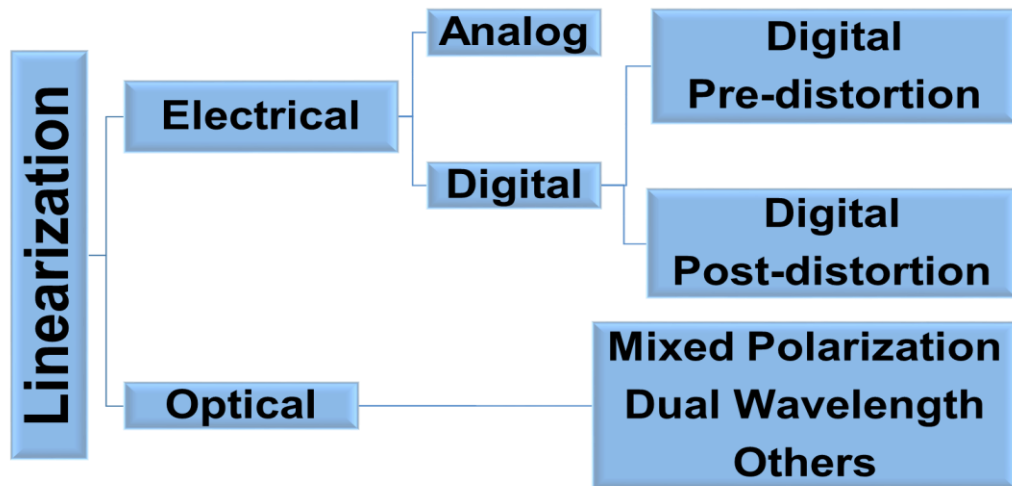 Linearization
Electrical
Analog
Digital
Digital
Pre-distortion
Digital
Post-distortion
Optical
Mixed Polarization
Dual Wavelength
Others